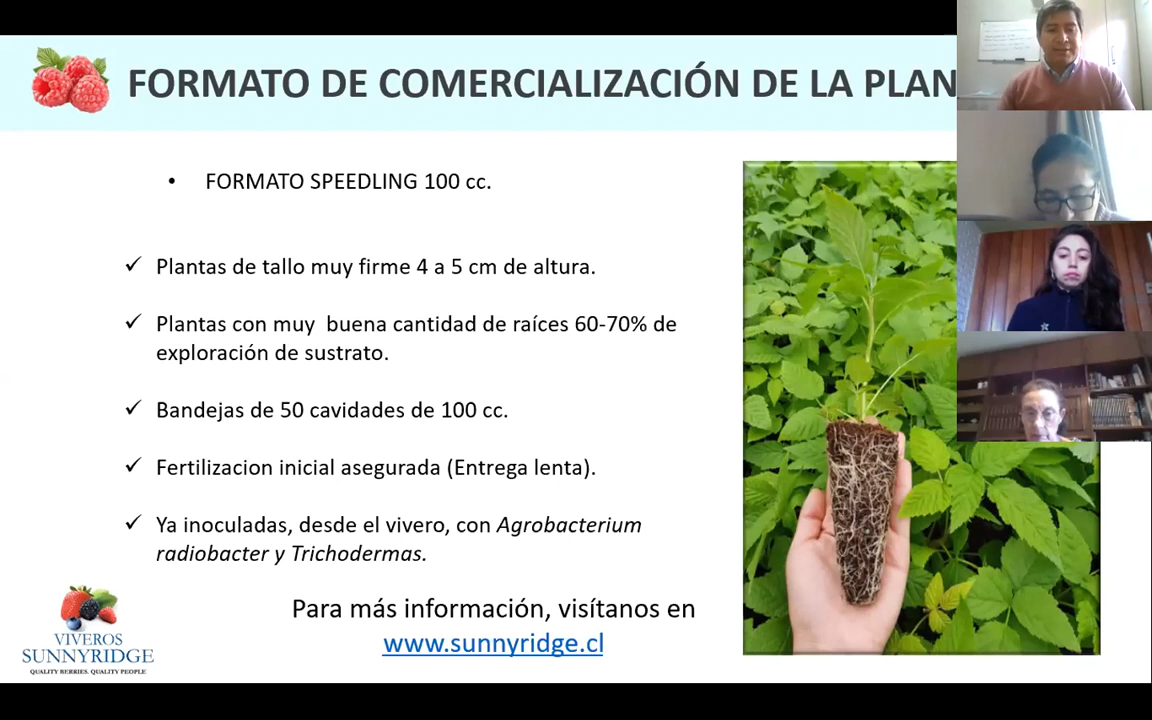 FORMATO DE COMERCIALIZACIÓN DE LA PLAN
• FORMATO SPEEDLING 100 cc.
✓ Plantas de tallo muy firme 4 a 5 cm de altura.
✓ Plantas con muy buena cantidad de raíces 60-70% de
exploración de sustrato.
✓ Bandejas de 50 cavidades de 100 cc.
✓ Fertilizacion inicial asegurada (Entrega lenta).
✓ Ya inoculadas, desde el vivero, con Agrobacterium
radiobacter y Trichodermas.
Para más información, visítanos en
www.sunnyridge.cl
VIVEROS
SUNNYRIDGE
QUALITY BERRIES. QUALITY PEOPLE